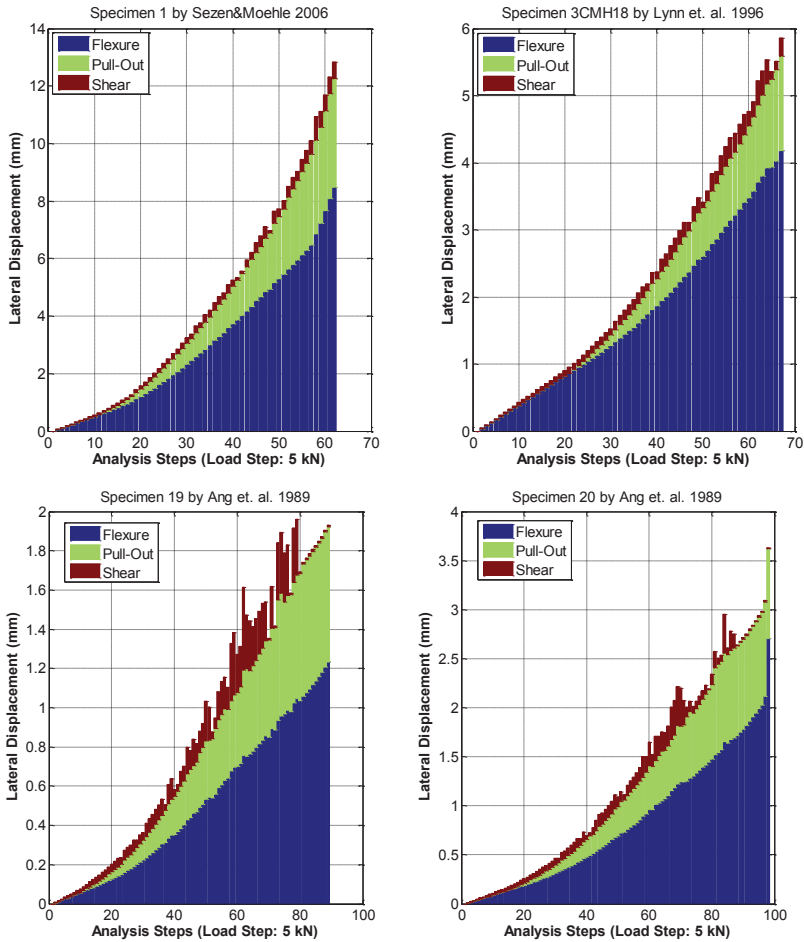 Specimen 1 by Sezen&Moehle 2006
Flexure
Pull-Out
Shear
Lateral Displacement (mm)
14
12
10
8
6
4
2
0
0 10 20 30 40 50 60 70
Analysis Steps (Load Step: 5 kN)
Specimen 3CMH18 by Lynn et. al. 1996
Flexure
Pull-Out
Shear
Lateral Displacement (mm)
6
5
4
3
2
1
0
0 10 20 30 40 50 60 70
Analysis Steps (Load Step: 5 kN)
Specimen 19 by Ang et. al. 1989
Flexure
Pull-Out
Shear
Lateral Displacement (mm)
2
1.8
1.6
1.4
1.2
1
0.8
0.6
0.4
0.2
0
0 20 40 60 80 100
Analysis Steps (Load Step: 5 kN)
Specimen 20 by Ang et. al. 1989
Flexure
Pull-Out
Shear
Lateral Displacement (mm)
4
3.5
3
2.5
2
1.5
1
0.5
0
0 20 40 60 80 100
Analysis Steps (Load Step: 5 kN)